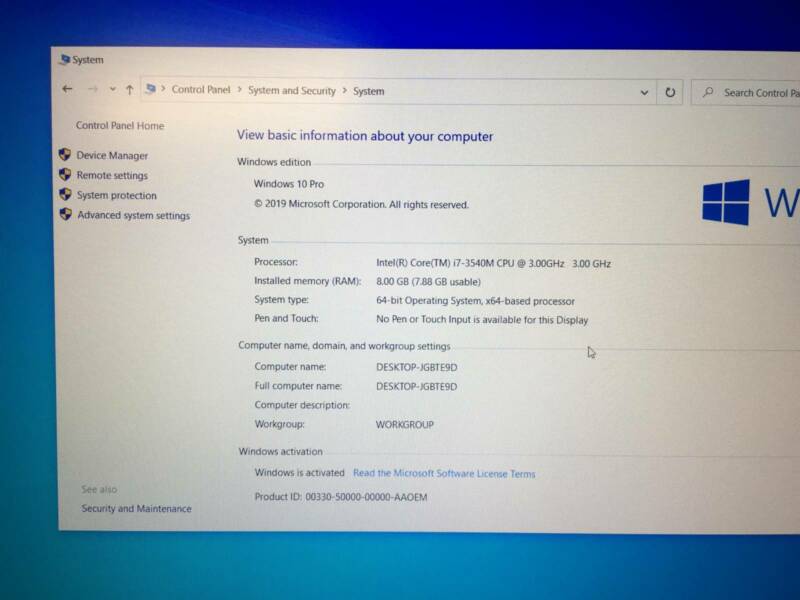 System
Control Panel > System and Security > System
Search Control Pa
Control Panel Home
Device Manager
Remote settings
System protection
Advanced system settings
View basic information about your computer
Windows edition
Windows 10 Pro
© 2019 Microsoft Corporation. All rights reserved.
W
System
Processor: Intel(R) Core(TM) i7-3540M CPU @ 3.00GHz 3.00 GHz
Installed memory (RAM): 8.00 GB (7.88 GB usable)
System type: 64-bit Operating System, x64-based processor
Pen and Touch: No Pen or Touch Input is available for this Display
Computer name, domain, and workgroup settings
Computer name: DESKTOP-JGBTE9D
Full computer name: DESKTOP-JGBTE9D
Computer description:
Workgroup: WORKGROUP
Windows activation
Windows is activated Read the Microsoft Software License Terms
Product ID: 00330-50000-00000-AAOEM
See also
Security and Maintenance